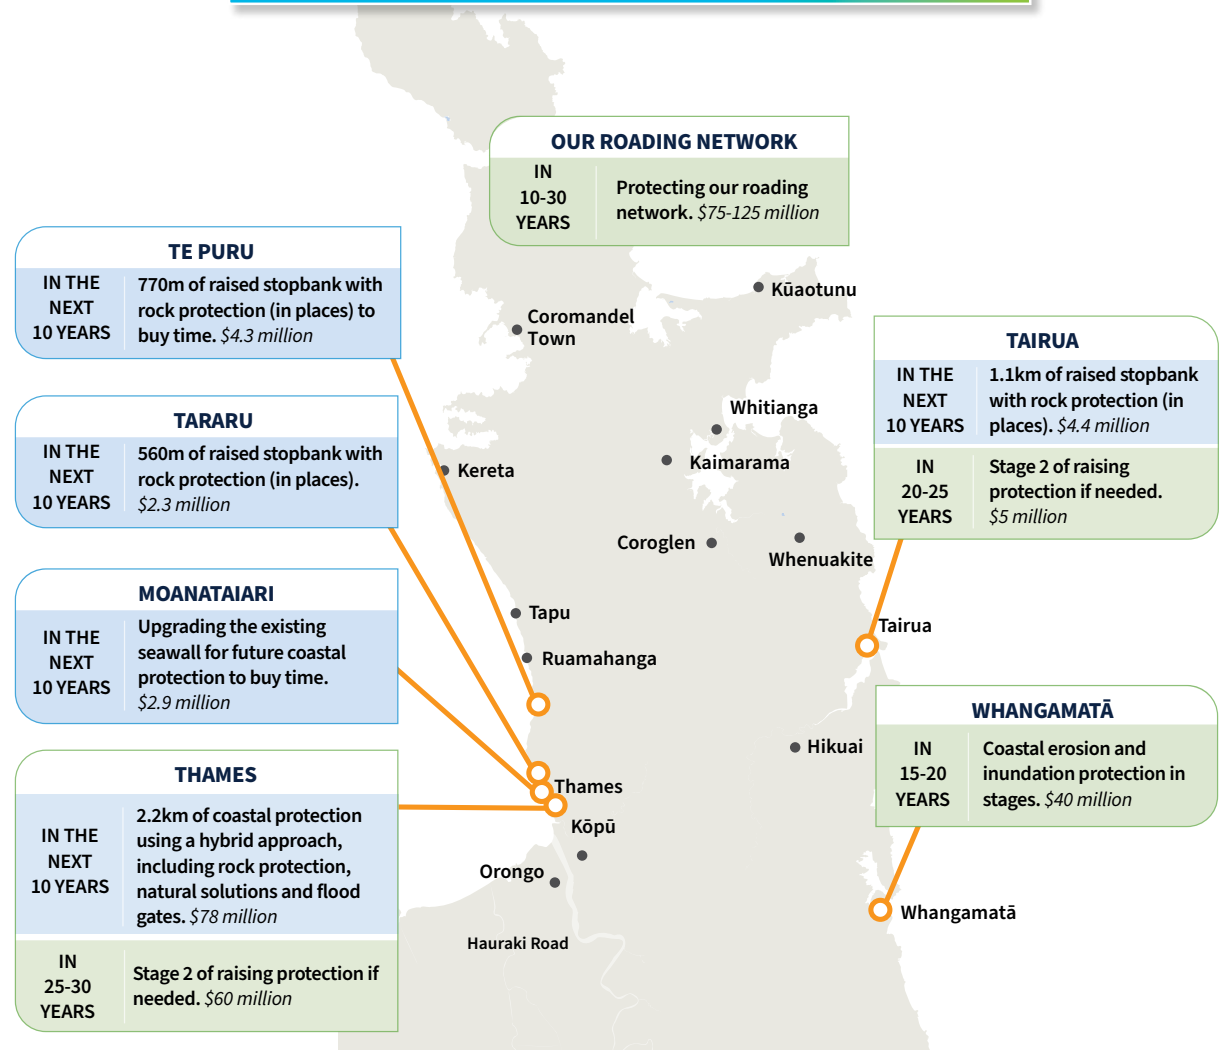 OUR ROADING NETWORK
IN
10-30
YEARS
Protecting our roading
network. $75-125 million
TE PURU
IN THE
NEXT
10 YEARS
770m of raised stopbank with
rock protection (in places) to
buy time. $4.3 million
TARARU
IN THE
NEXT
10 YEARS
560m of raised stopbank with
rock protection (in places).
$2.3 million
MOANATAIARI
IN THE
NEXT
10 YEARS
Upgrading the existing
seawall for future coastal
protection to buy time.
$2.9 million
THAMES
IN THE
NEXT
10 YEARS
2.2km of coastal protection
using a hybrid approach,
including rock protection,
natural solutions and flood
gates. $78 million
IN
25-30
YEARS
Stage 2 of raising protection if
needed. $60 million
Kūaotunu
Coromandel
Town
Whitianga
Kaimarama
Kereta
Coroglen
Whenuakite
Tapu
Ruamahanga
Tairua
Hikuai
Thames
Kōpū
Orongo
Hauraki Road
Whangamatā
TAIRUA
IN THE
NEXT
10 YEARS
1.1km of raised stopbank
with rock protection (in
places). $4.4 million
IN
20-25
YEARS
Stage 2 of raising
protection if needed.
$5 million
WHANGAMATĀ
IN
15-20
YEARS
Coastal erosion and
inundation protection in
stages. $40 million